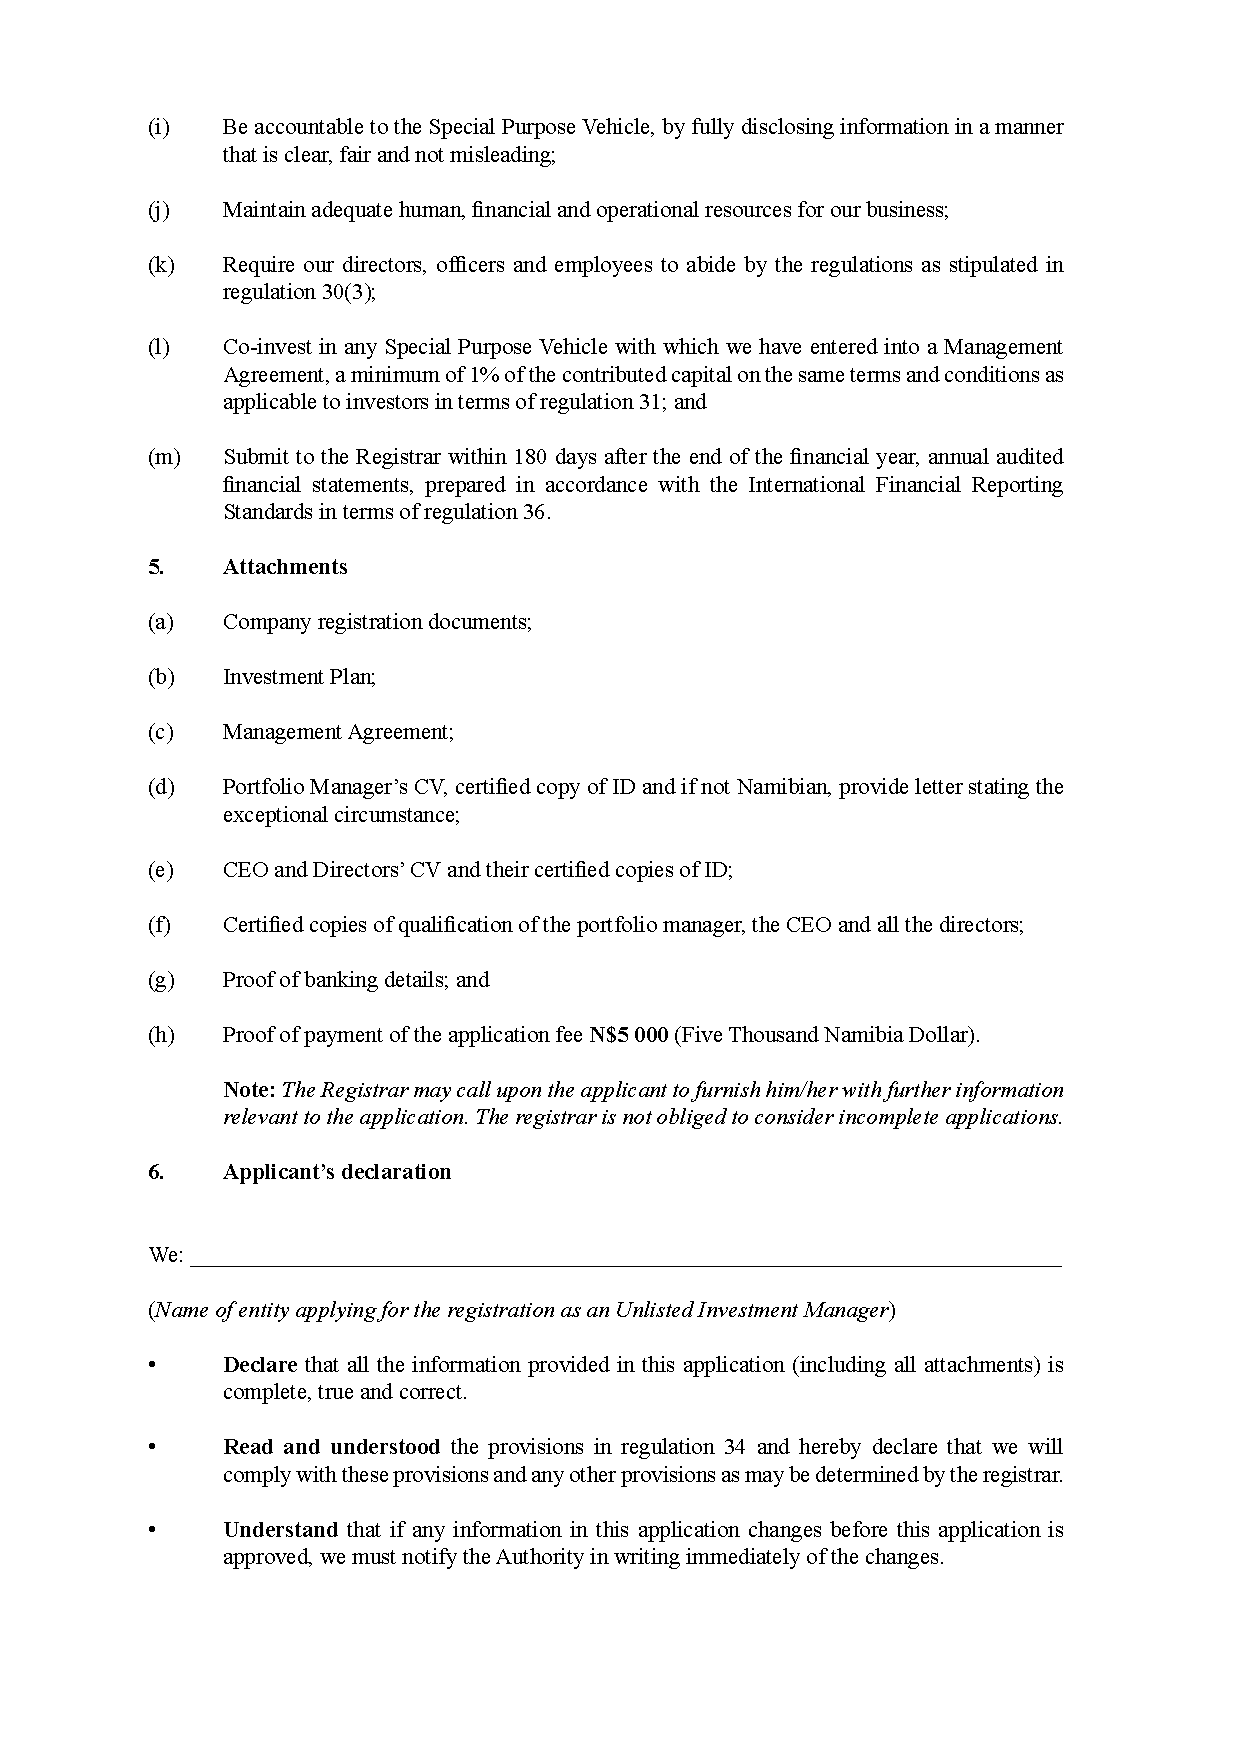 (i) Be accountable to the Special Purpose Vehicle, by fully disclosing information in a manner
that is clear, fair and not misleading;
(j) Maintain adequate human, financial and operational resources for our business;
(k) Require our directors, officers and employees to abide by the regulations as stipulated in
regulation 30(3);
(l) Co-invest in any Special Purpose Vehicle with which we have entered into a Management
Agreement, a minimum of 1% of the contributed capital on the same terms and conditions as
applicable to investors in terms of regulation 31; and
(m) Submit to the Registrar within 180 days after the end of the financial year, annual audited
financial statements, prepared in accordance with the International Financial Reporting
Standards in terms of regulation 36.
5. Attachments
(a) Company registration documents;
(b) Investment Plan;
(c) Management Agreement;
(d) Portfolio Manager’s CV, certified copy of ID and if not Namibian, provide letter stating the
exceptional circumstance;
(e) CEO and Directors’ CV and their certified copies of ID;
(f) Certified copies of qualification of the portfolio manager, the CEO and all the directors;
(g) Proof of banking details; and
(h) Proof of payment of the application fee N$5 000 (Five Thousand Namibia Dollar).
Note: The Registrar may call upon the applicant to furnish him/her with further information
relevant to the application. The registrar is not obliged to consider incomplete applications.
6. Applicant’s declaration
We: ______________________________________________________________________________
(Name of entity applying for the registration as an Unlisted Investment Manager)
• Declare that all the information provided in this application (including all attachments) is
complete, true and correct.
• Read and understood the provisions in regulation 34 and hereby declare that we will
comply with these provisions and any other provisions as may be determined by the registrar.
• Understand that if any information in this application changes before this application is
approved, we must notify the Authority in writing immediately of the changes.